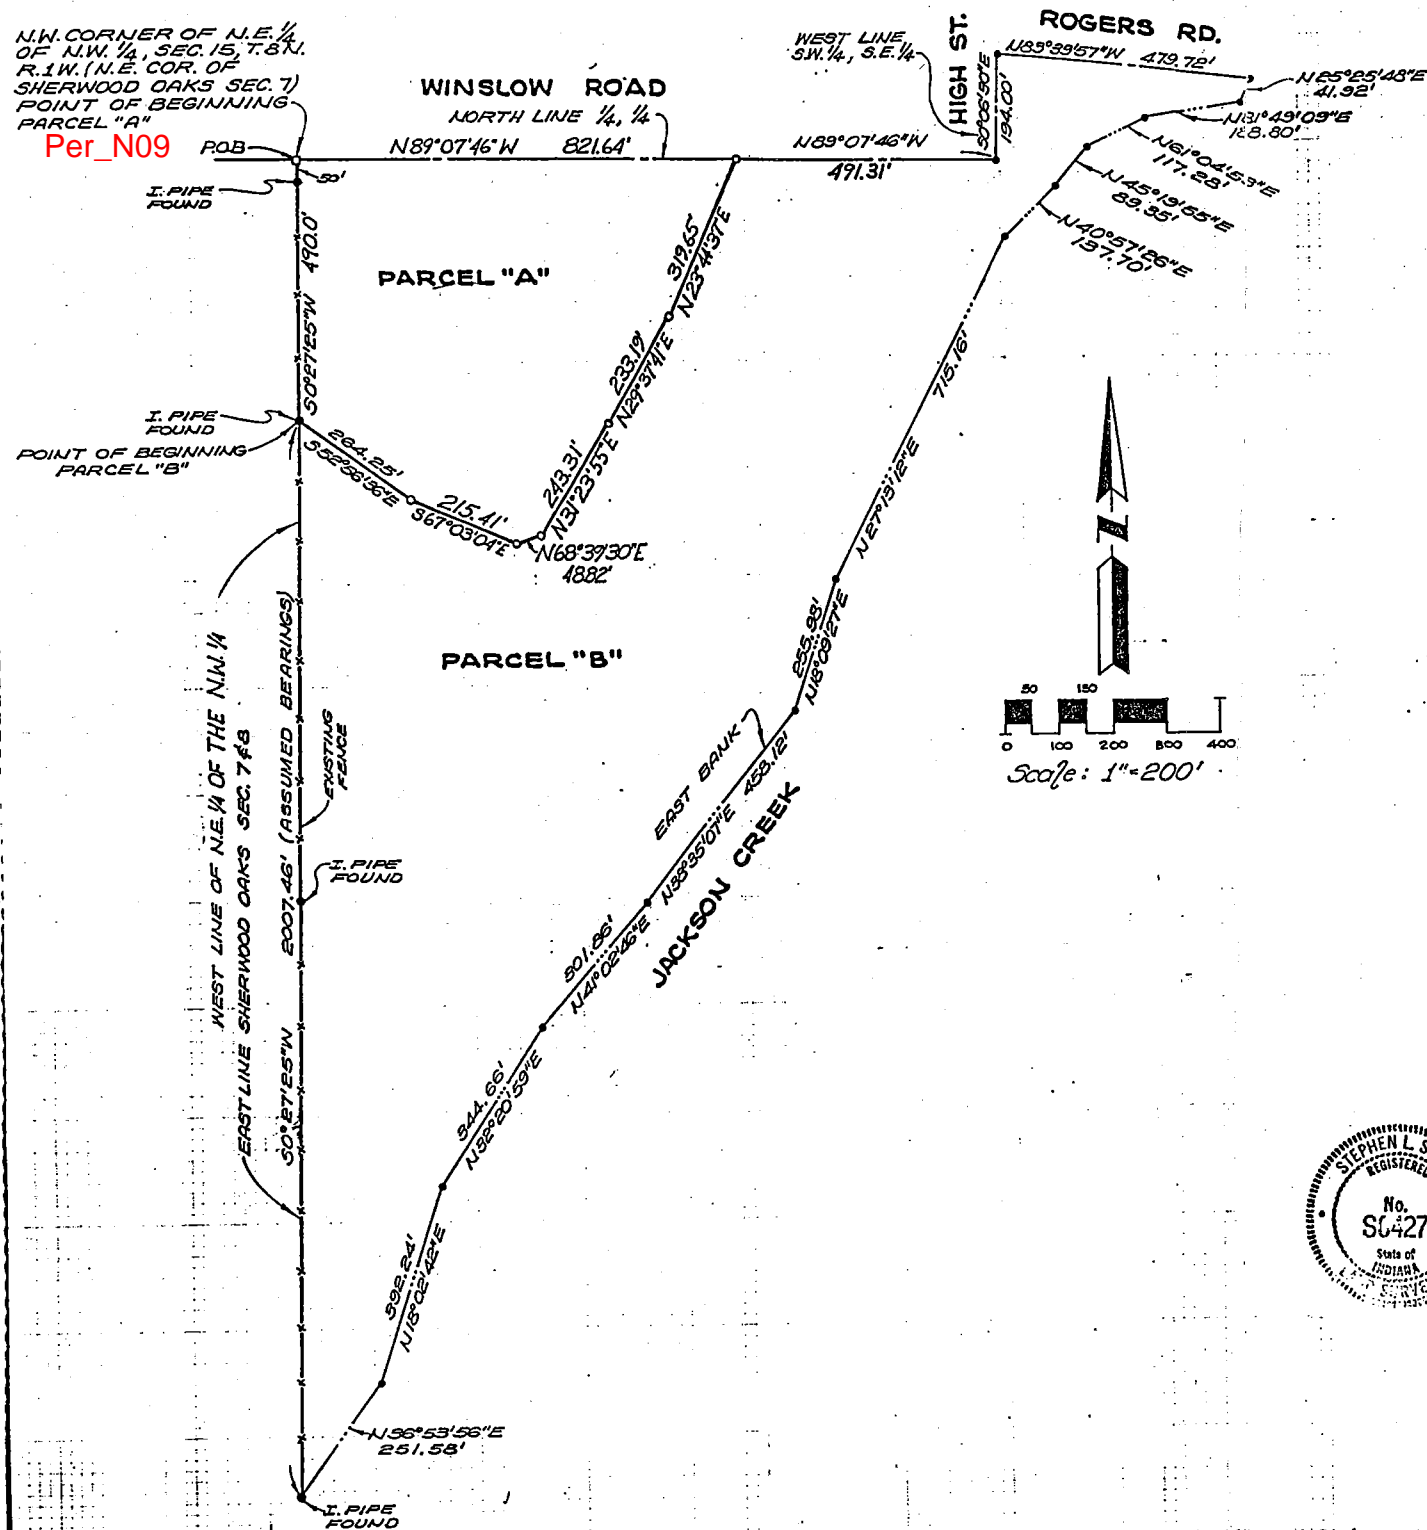 N.W. CORNER OF N.E. 1/4
OF N.W. 1/4, SEC. 15, T. 8 N.
R. 1 W. (N.E. COR. OF
SHERWOOD OAKS SEC. 7)
POINT OF BEGINNING
PARCEL "A"
Per_N09
P.O.B
I. PIPE
FOUND
50'
WINSLOW ROAD
NORTH LINE 1/4, 1/4
N89°07'46"W 821.64'
WEST LINE
S.W. 1/4, S.E. 1/4
HIGH ST.
S0°06'50"E
194.00'
N89°07'46"W
491.31'
ROGERS RD.
N83°39'57"W 479.72'
N25°25'48"E
41.92'
N81°49'09"E
128.80'
N61°04'53"E
117.28'
N45°19'55"E
89.35'
N40°57'26"E
137.70'
715.16'
N27°13'12"E
PARCEL "A"
490.0'
S0°27'25"W
319.65'
N23°41'37"E
233.19'
N29°37'41"E
243.31'
N31°23'55"E
I. PIPE
FOUND
POINT OF BEGINNING
PARCEL "B"
264.25'
S52°56'36"E
215.41'
S67°03'04"E
N68°39'30"E
48.82'
PARCEL "B"
255.98'
N18°09'27"E
50 150
0 100 200 300 400
Scale: 1"=200'
WEST LINE OF N.E. 1/4 OF THE N.W. 1/4
EAST LINE SHERWOOD OAKS SEC. 7 & 8
S0°27'25"W 2007.46' (ASSUMED BEARINGS)
EXISTING
FENCE
EAST BANK
458.12'
N38°35'07"E
JACKSON CREEK
I. PIPE
FOUND
301.86'
N41°02'46"E
344.66'
N32°20'59"E
392.24'
N18°02'42"E
N36°53'56"E
251.58'
I. PIPE
FOUND
STEPHEN L. S
REGISTERED
No.
S0427
State of
INDIANA